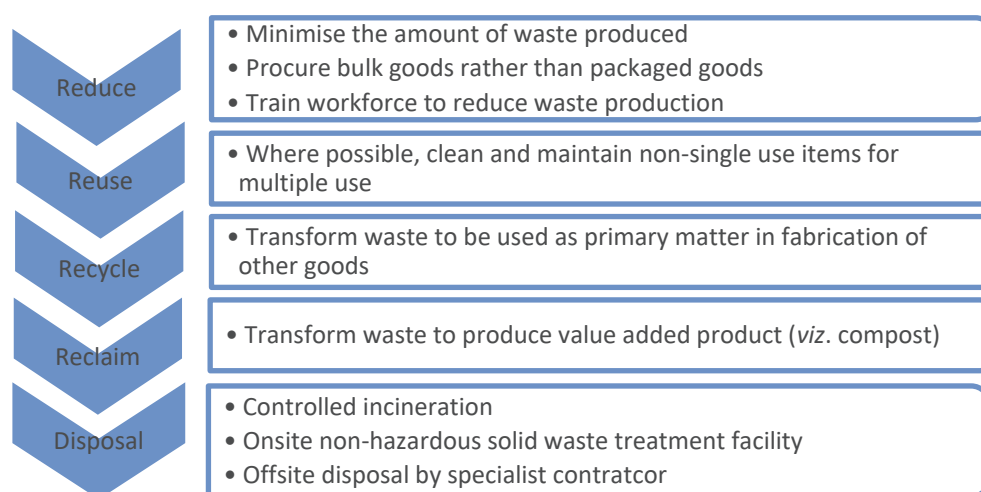 Reduce
• Minimise the amount of waste produced
• Procure bulk goods rather than packaged goods
• Train workforce to reduce waste production
Reuse
• Where possible, clean and maintain non-single use items for
multiple use
Recycle
• Transform waste to be used as primary matter in fabrication of
other goods
Reclaim
• Transform waste to produce value added product (viz. compost)
Disposal
• Controlled incineration
• Onsite non-hazardous solid waste treatment facility
• Offsite disposal by specialist contratcor